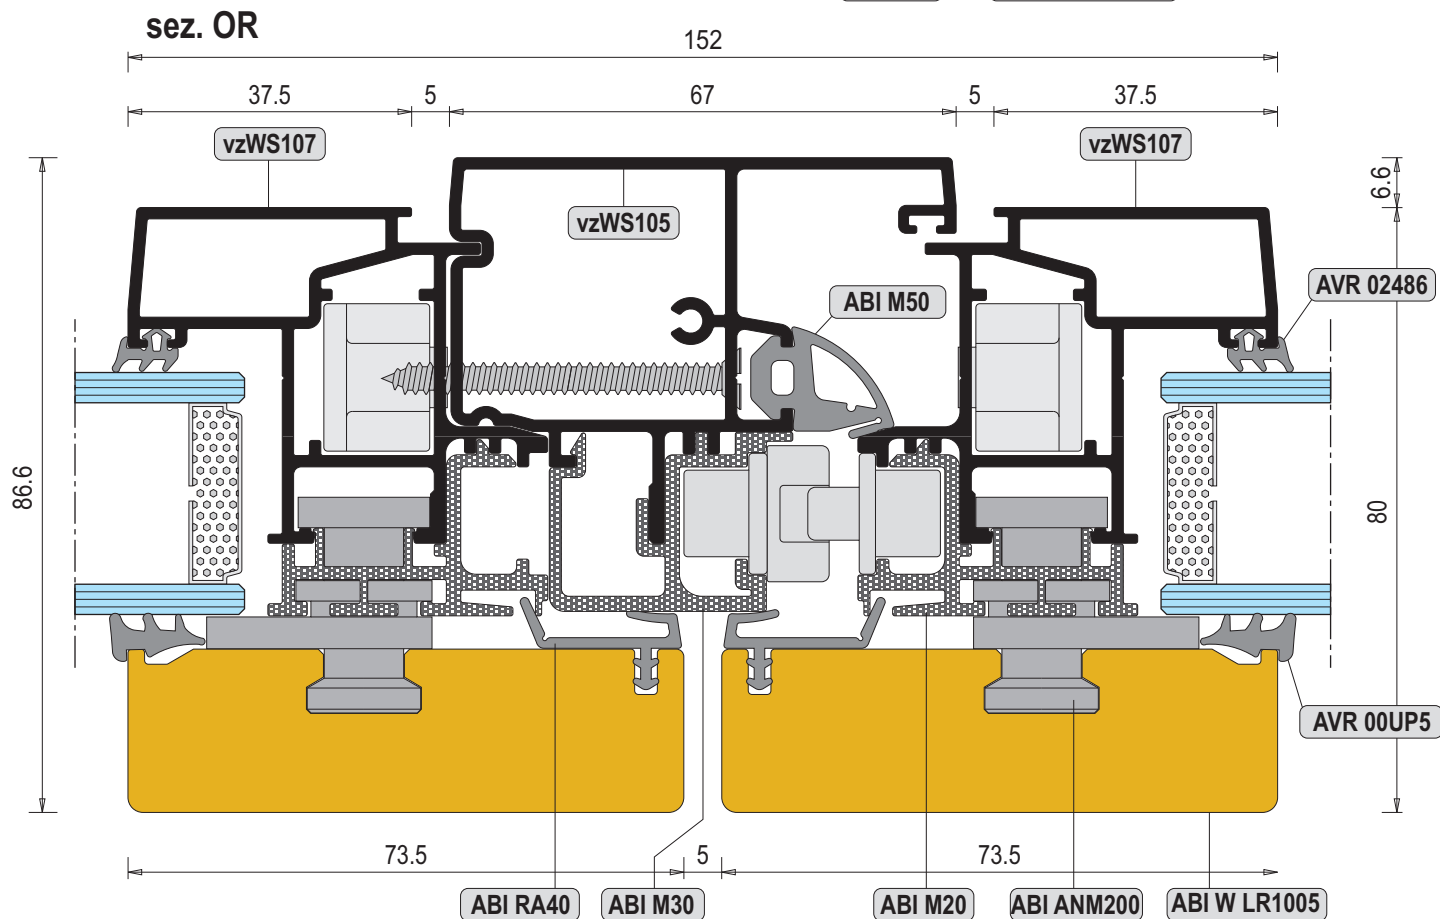 sez. OR
152
37.5 5 67 5 37.5
vzWS107 vzWS107
6.6
vzWS105
AVR 02486
ABI M50
86.6
80
AVR 00UP5
73.5 5 73.5
ABI RA40 ABI M30 ABI M20 ABI ANM200 ABI W LR1005